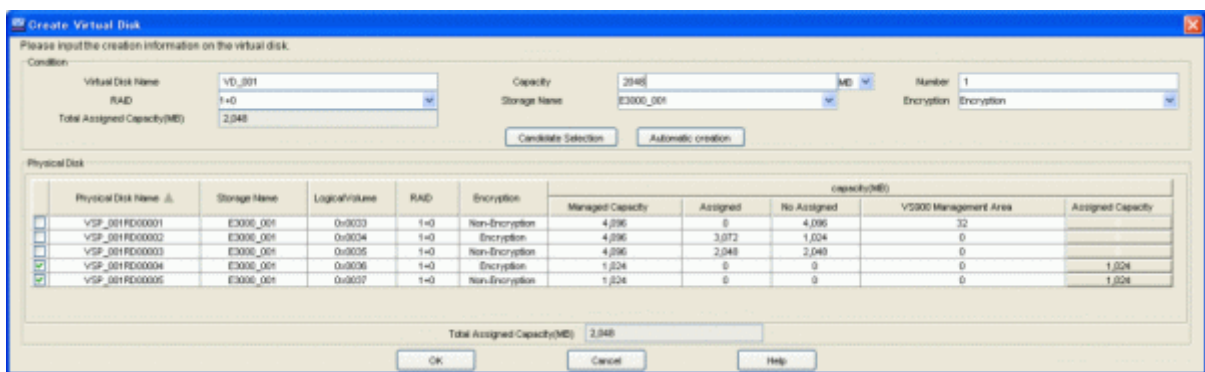 Create Virtual Disk
Please input the creation information on the virtual disk.
Condition
Virtual Disk Name VD_001 Capacity 2048 MB Number 1
RAID 1+0 Storage Name E3000_001 Encryption Encryption
Total Assigned Capacity(MB) 2,048
Candidate Selection Automatic creation
Physical Disk
capacity(MB)
Physical Disk Name Storage Name LogicalVolume RAID Encryption Managed Capacity Assigned No Assigned VS900 Management Area Assigned Capacity
VSP_001RD00001 E3000_001 0x0033 1+0 Non-Encryption 4,096 0 4,096 32
VSP_001RD00002 E3000_001 0x0034 1+0 Encryption 4,096 3,072 1,024 0
VSP_001RD00003 E3000_001 0x0035 1+0 Non-Encryption 4,096 2,048 2,048 0
VSP_001RD00004 E3000_001 0x0036 1+0 Encryption 1,024 0 0 0 1,024
VSP_001RD00005 E3000_001 0x0037 1+0 Non-Encryption 1,024 0 0 0 1,024
Total Assigned Capacity(MB) 2,048
OK Cancel Help